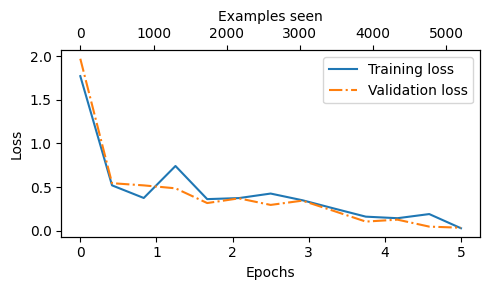 Examples seen
0 1000 2000 3000 4000 5000
2.0
1.5
1.0
0.5
0.0
Loss
Training loss
Validation loss
0 1 2 3 4 5
Epochs